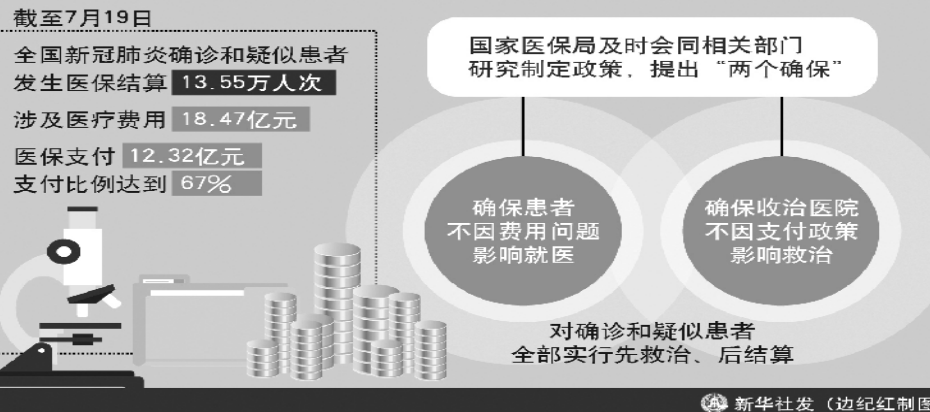 截至7月19日
全国新冠肺炎确诊和疑似患者
发生医保结算 13.55万人次
涉及医疗费用 18.47亿元
医保支付 12.32亿元
支付比例达到 67%
国家医保局及时会同相关部门
研究制定政策，提出“两个确保”
确保患者
不因费用问题
影响就医
确保收治医院
不因支付政策
影响救治
对确诊和疑似患者
全部实行先救治、后结算
新华社发（边纪红制图